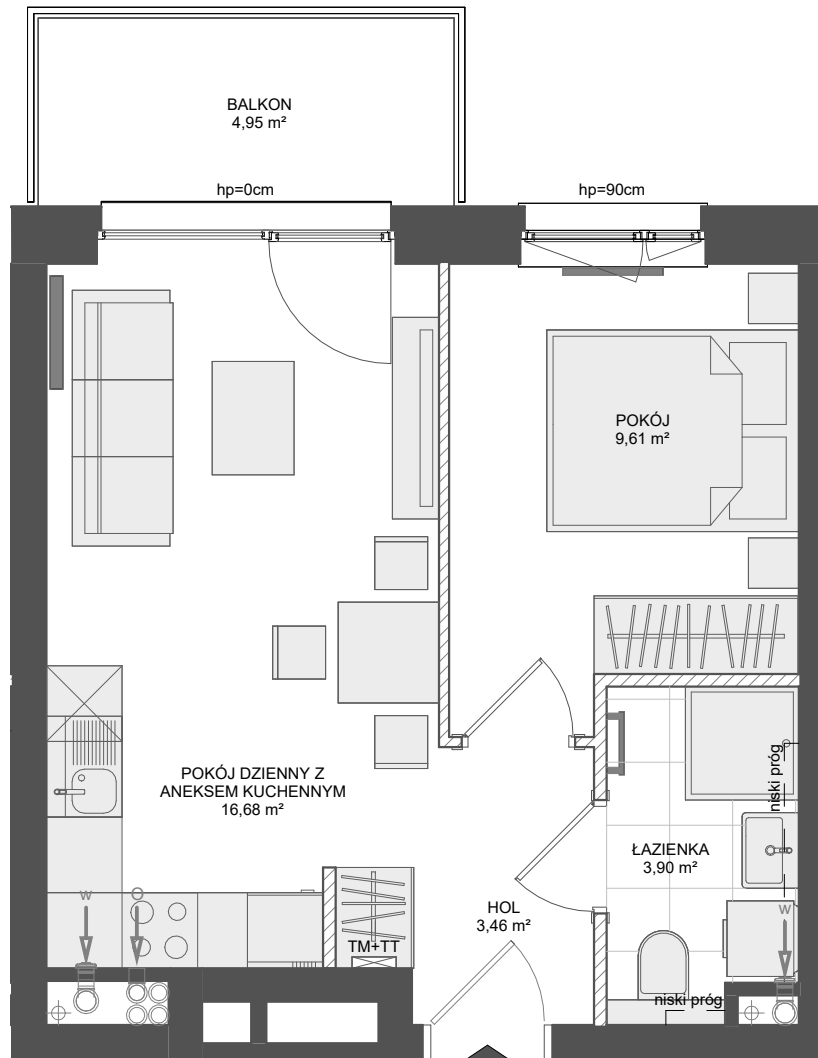 BALKON
4,95 m²
hp=0cm
hp=90cm
POKÓJ
9,61 m²
POKÓJ DZIENNY Z
ANEKSEM KUCHENNYM
16,68 m²
niski próg
ŁAZIENKA
3,90 m²
HOL
3,46 m²
W
O
W
TM+TT
niski próg